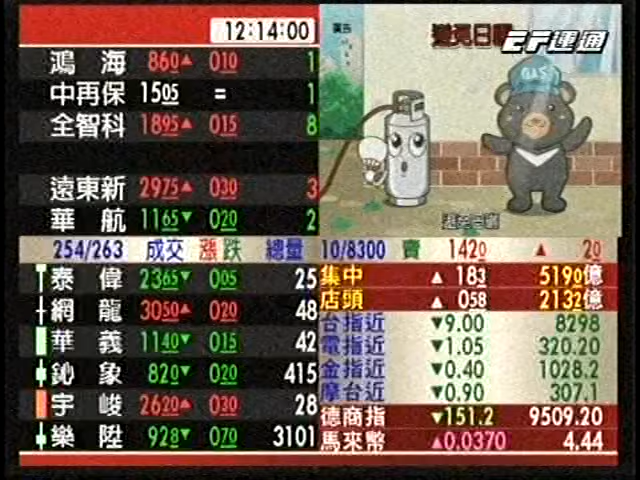 12:14:00
廣告
EF運通
GAS
鴻海 860▲ 010 1
中再保 1505 = 1
全智科 1895▲ 015 8
遠東新 2975▲ 030 3
華航 1165▼ 020 2
254/263 成交 漲跌 總量 10/8300 賣 1420 ▲ 20
泰偉 2365▼ 005 25
網龍 3050▲ 020 48
華義 1140▼ 015 42
鈊象 820▼ 020 415
宇峻 2620▲ 030 28
樂陞 928▼ 070 3101
集中 ▲ 183 5190億
店頭 ▲ 058 2132億
台指近 ▼9.00 8298
電指近 ▼1.05 320.20
金指近 ▼0.40 1028.2
摩台近 ▼0.90 307.1
德商指 ▼151.2 9509.20
馬來幣 ▲0.0370 4.44